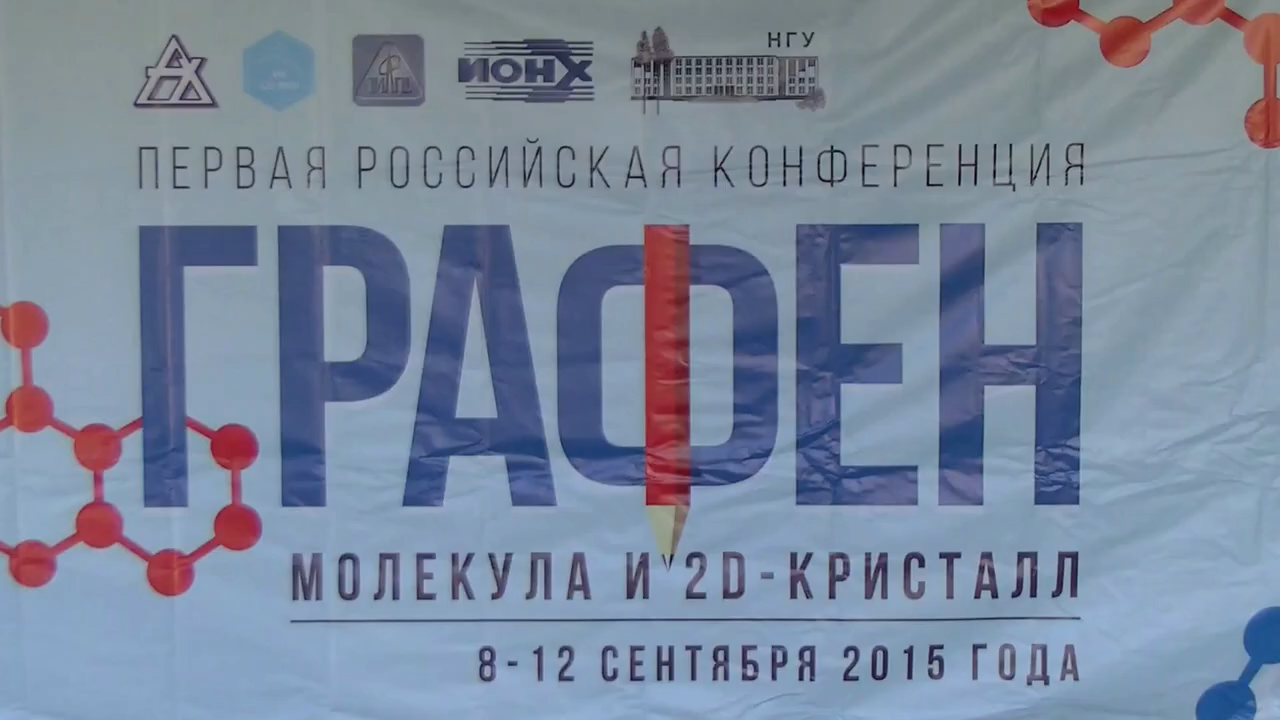 ИОНХ
НГУ
ПЕРВАЯ РОССИЙСКАЯ КОНФЕРЕНЦИЯ
ГРАФЕН
МОЛЕКУЛА И 2D-КРИСТАЛЛ
8-12 СЕНТЯБРЯ 2015 ГОДА